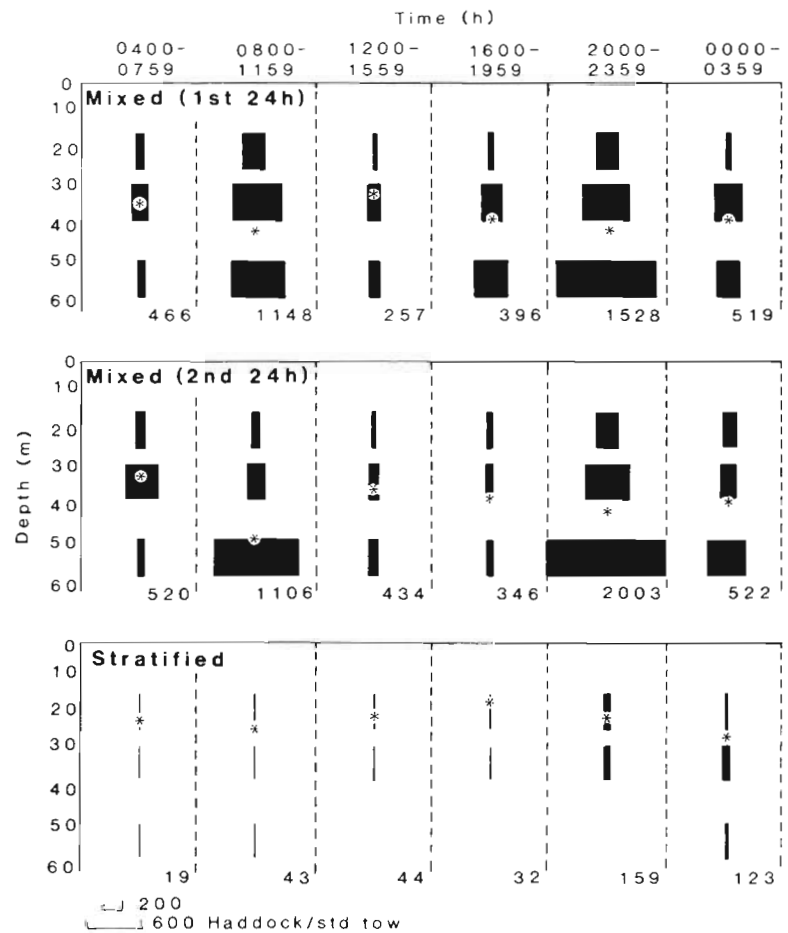 Time (h)
0400- 0800- 1200- 1600- 2000- 0000-
0759 1159 1559 1959 2359 0359
0
Mixed (1st 24h)
10
20
30
40
50
60
466 1148 257 396 1528 519
0
Mixed (2nd 24h)
10
20
30
40
50
60
520 1106 434 346 2003 522
Depth (m)
0
Stratified
10
20
30
40
50
60
19 43 44 32 159 123
200
600 Haddock/std tow